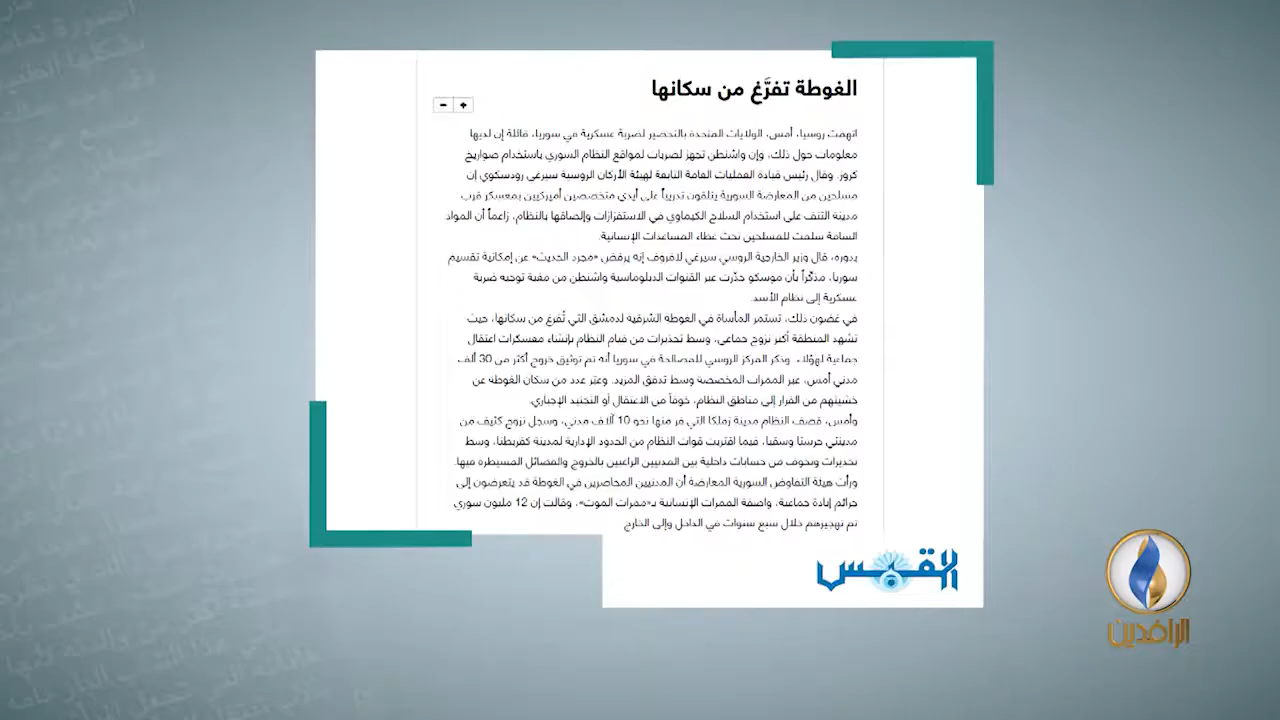 الغوطة تفرَّغ من سكانها
اتهمت روسيا، أمس، الولايات المتحدة بالتحضير لضربة عسكرية في سوريا، قائلة إن لديها
معلومات حول ذلك، وإن واشنطن تجهز لضربات لمواقع النظام السوري باستخدام صواريخ
كروز. وقال رئيس قيادة العمليات العامة التابعة لهيئة الأركان الروسية سيرغي رودسكوي إن
مسلحين من المعارضة السورية يتلقون تدريباً على أيدي متخصصين أميركيين بمعسكر قرب
مدينة التنف على استخدام السلاح الكيماوي في الاستفزازات وإلصاقها بالنظام، زاعماً أن المواد
السامة سلمت للمسلحين تحت غطاء المساعدات الإنسانية.
بدوره، قال وزير الخارجية الروسي سيرغي لافروف إنه يرفض «مجرد الحديث» عن إمكانية تقسيم
سوريا، مذكّراً بأن موسكو حذّرت عبر القنوات الدبلوماسية واشنطن من مغبة توجيه ضربة
عسكرية إلى نظام الأسد.
في غضون ذلك، تستمر المأساة في الغوطة الشرقية لدمشق التي تُفرغ من سكانها، حيث
تشهد المنطقة أكبر نزوح جماعي، وسط تحذيرات من قيام النظام بإنشاء معسكرات اعتقال
جماعية لهؤلاء. وذكر المركز الروسي للمصالحة في سوريا أنه تم توثيق خروج أكثر من 30 ألف
مدني أمس، عبر الممرات المخصصة وسط تدفق المزيد. وعبّر عدد من سكان الغوطة عن
خشيتهم من الفرار إلى مناطق النظام، خوفاً من الاعتقال أو التجنيد الإجباري.
وأمس، قصف النظام مدينة زملكا التي فر منها نحو 10 آلاف مدني، وسجل نزوح كثيف من
مدينتي حرستا وسقبا، فيما اقتربت قوات النظام من الحدود الإدارية لمدينة كفربطنا، وسط
تحذيرات وتخوف من حسابات داخلية بين المدنيين الراغبين بالخروج والفصائل المسيطرة فيها.
ورأت هيئة التفاوض السورية المعارضة أن المدنيين المحاصرين في الغوطة قد يتعرضون إلى
جرائم إبادة جماعية، واصفة الممرات الإنسانية بـ«ممرات الموت»، وقالت إن 12 مليون سوري
تم تهجيرهم خلال سبع سنوات في الداخل وإلى الخارج
القبس
الرافدين